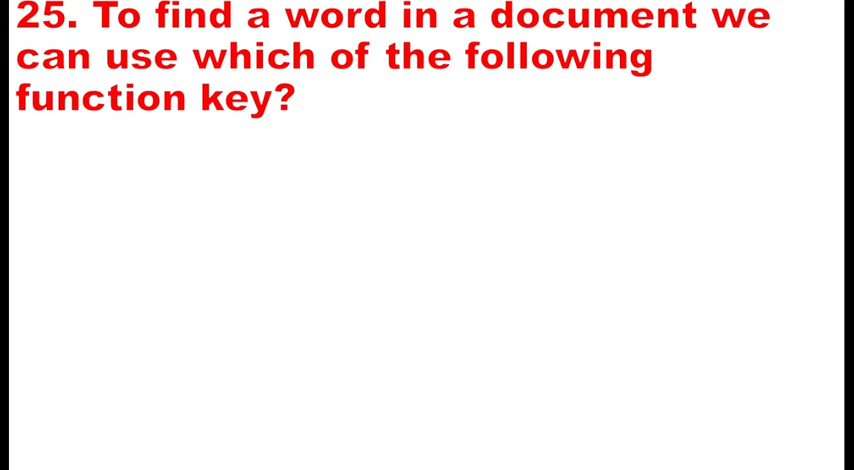 25. To find a word in a document we
can use which of the following
function key?